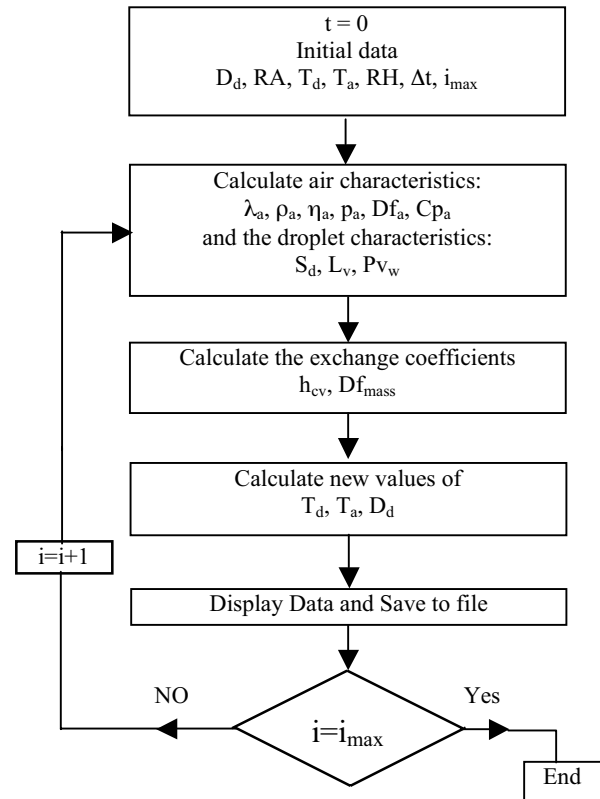 t = 0
Initial data
D_d, RA, T_d, T_a, RH, Δt, i_max
Calculate air characteristics:
λ_a, ρ_a, η_a, p_a, Df_a, Cp_a
and the droplet characteristics:
S_d, L_v, Pv_w
Calculate the exchange coefficients
h_cv, Df_mass
Calculate new values of
T_d, T_a, D_d
i=i+1
Display Data and Save to file
NO
Yes
i=i_max
End